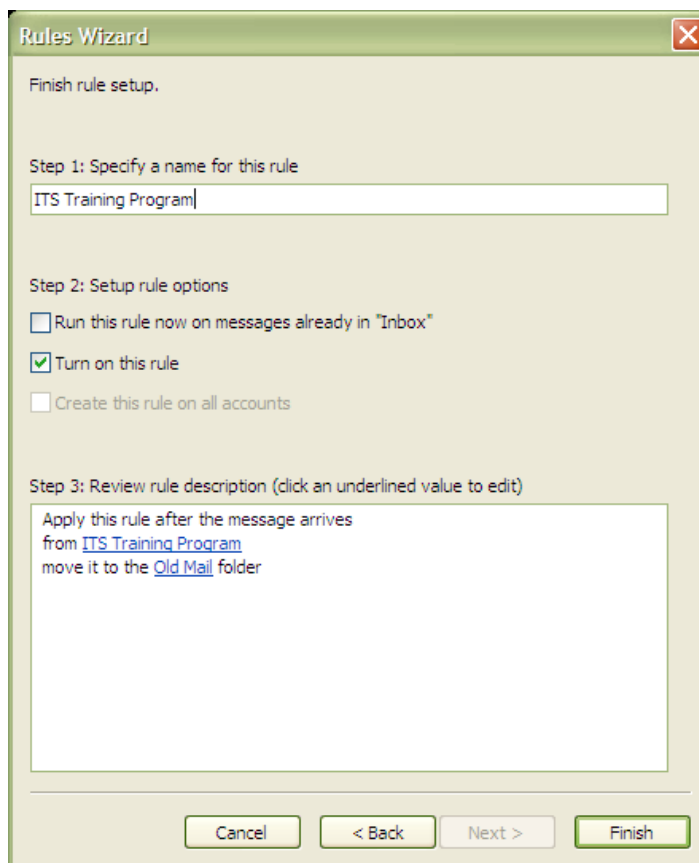 Rules Wizard
Finish rule setup.
Step 1: Specify a name for this rule
ITS Training Program
Step 2: Setup rule options
Run this rule now on messages already in "Inbox"
Turn on this rule
Create this rule on all accounts
Step 3: Review rule description (click an underlined value to edit)
Apply this rule after the message arrives
from ITS Training Program
move it to the Old Mail folder
Cancel < Back Next > Finish